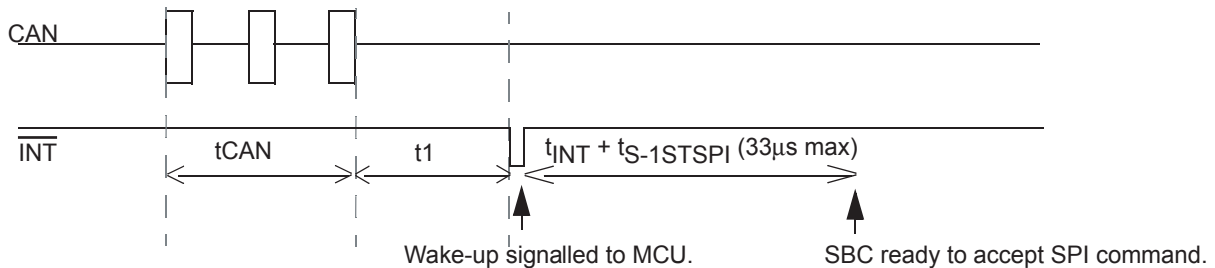 CAN
INT
tCAN
t1
tINT + tS-1STSPI (33µs max)
Wake-up signalled to MCU.
SBC ready to accept SPI command.